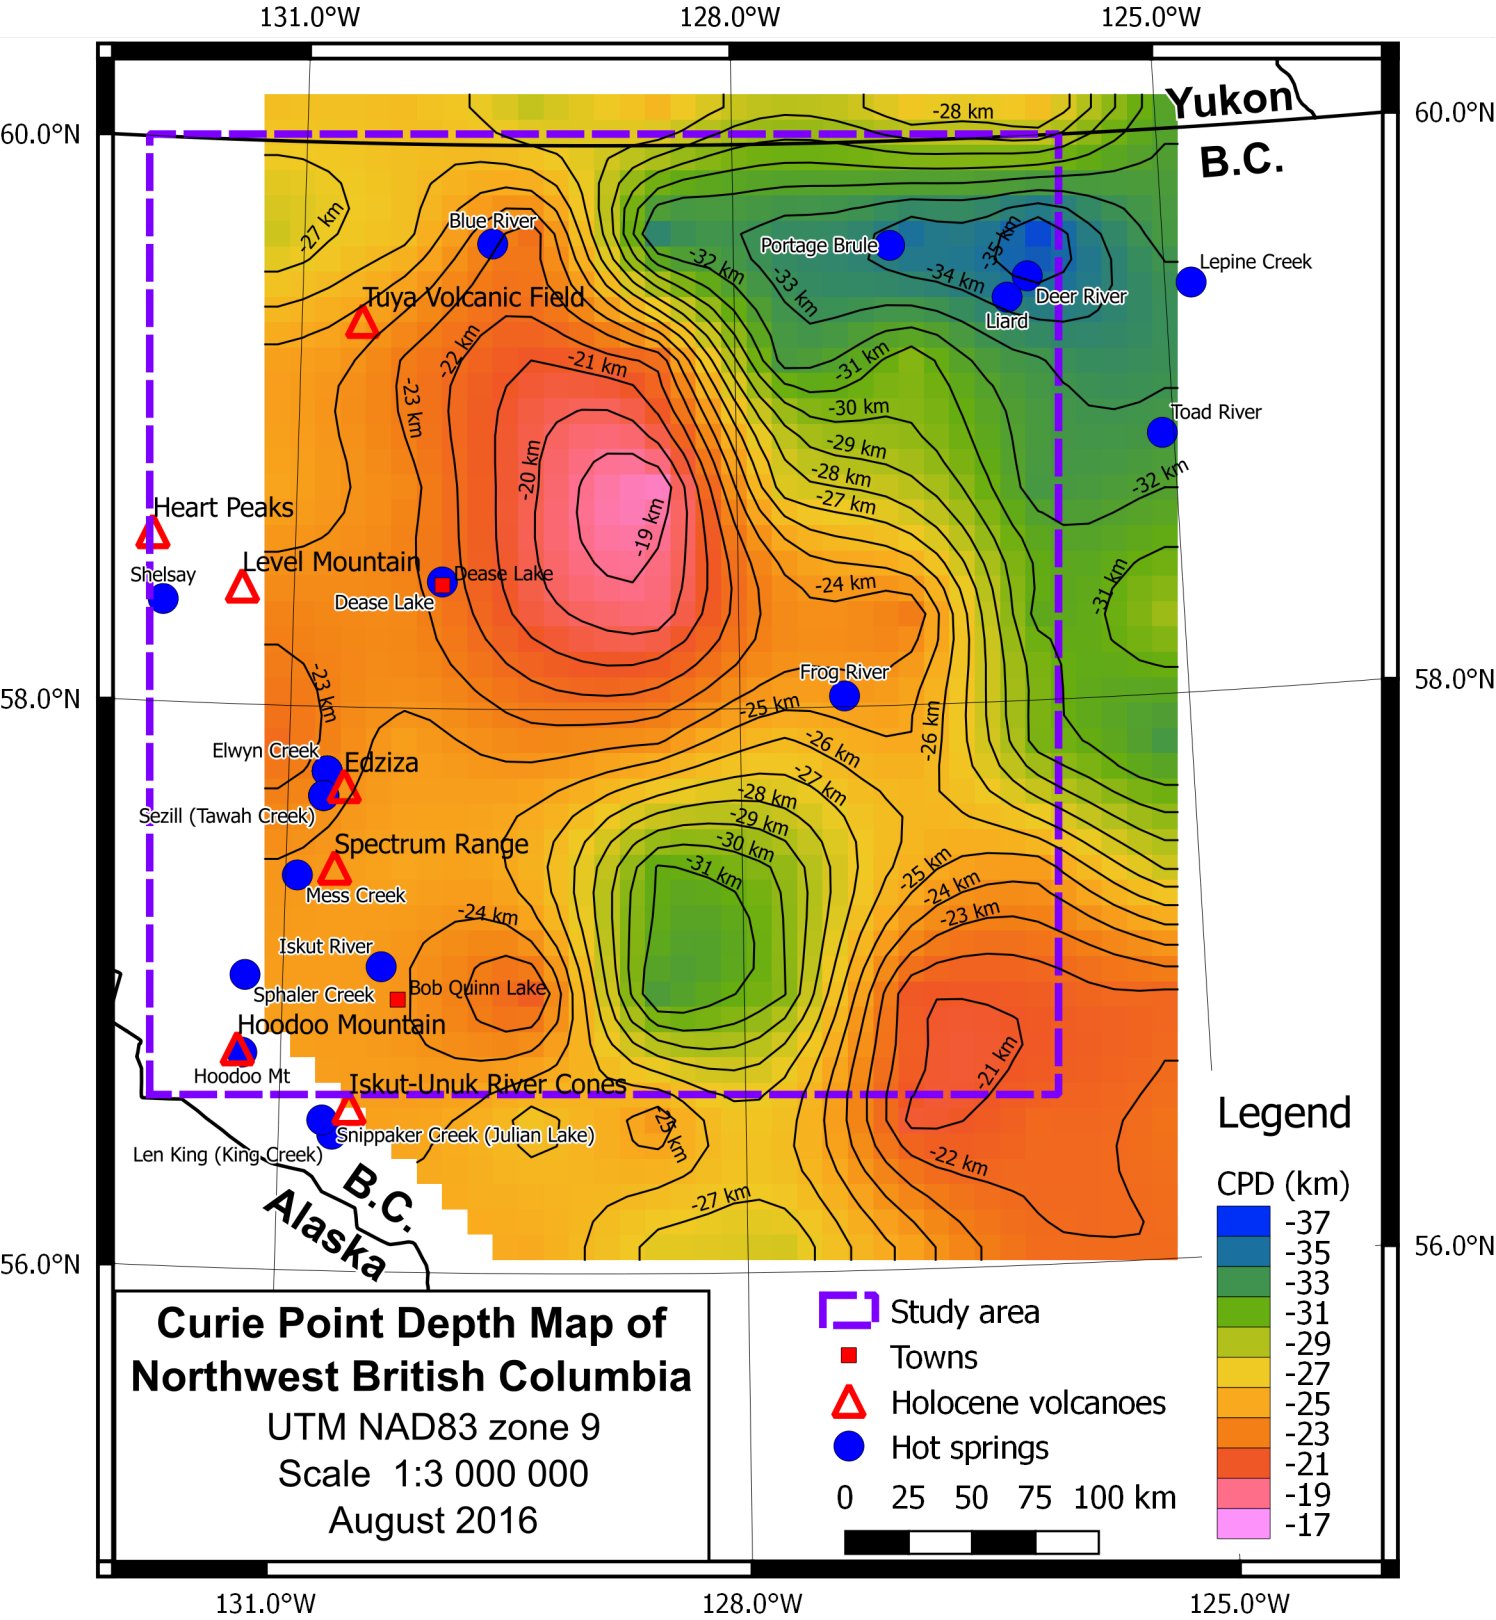 131.0°W 128.0°W 125.0°W
Yukon
-28 km
60.0°N 60.0°N
B.C.
-27 km
Blue River
Portage Brule
-35 km
-32 km
-33 km
-34 km
Lepine Creek
Deer River
Tuya Volcanic Field
Liard
-22 km
-21 km
-31 km
-23 km
-30 km
Toad River
-29 km
-20 km
-28 km
-32 km
-27 km
Heart Peaks
-19 km
Level Mountain
Shelsay
Dease Lake
-24 km
-31 km
Dease Lake
Frog River
58.0°N 58.0°N
-23 km
-25 km
-26 km
-26 km
Elwyn Creek
Edziza
-27 km
-28 km
Sezill (Tawah Creek)
-29 km
Spectrum Range
-30 km
-31 km
-25 km
-24 km
Mess Creek
-24 km
-23 km
Iskut River
Bob Quinn Lake
Sphaler Creek
Hoodoo Mountain
-21 km
Hoodoo Mt
Iskut-Unuk River Cones
Snippaker Creek (Julian Lake)
-25 km
Len King (King Creek)
-22 km
B.C.
-27 km
Alaska
56.0°N 56.0°N
Legend
CPD (km)
-37
-35
-33
-31
-29
-27
-25
-23
-21
-19
-17
Curie Point Depth Map of
Northwest British Columbia
UTM NAD83 zone 9
Scale 1:3 000 000
August 2016
Study area
Towns
Holocene volcanoes
Hot springs
0 25 50 75 100 km
131.0°W 128.0°W 125.0°W